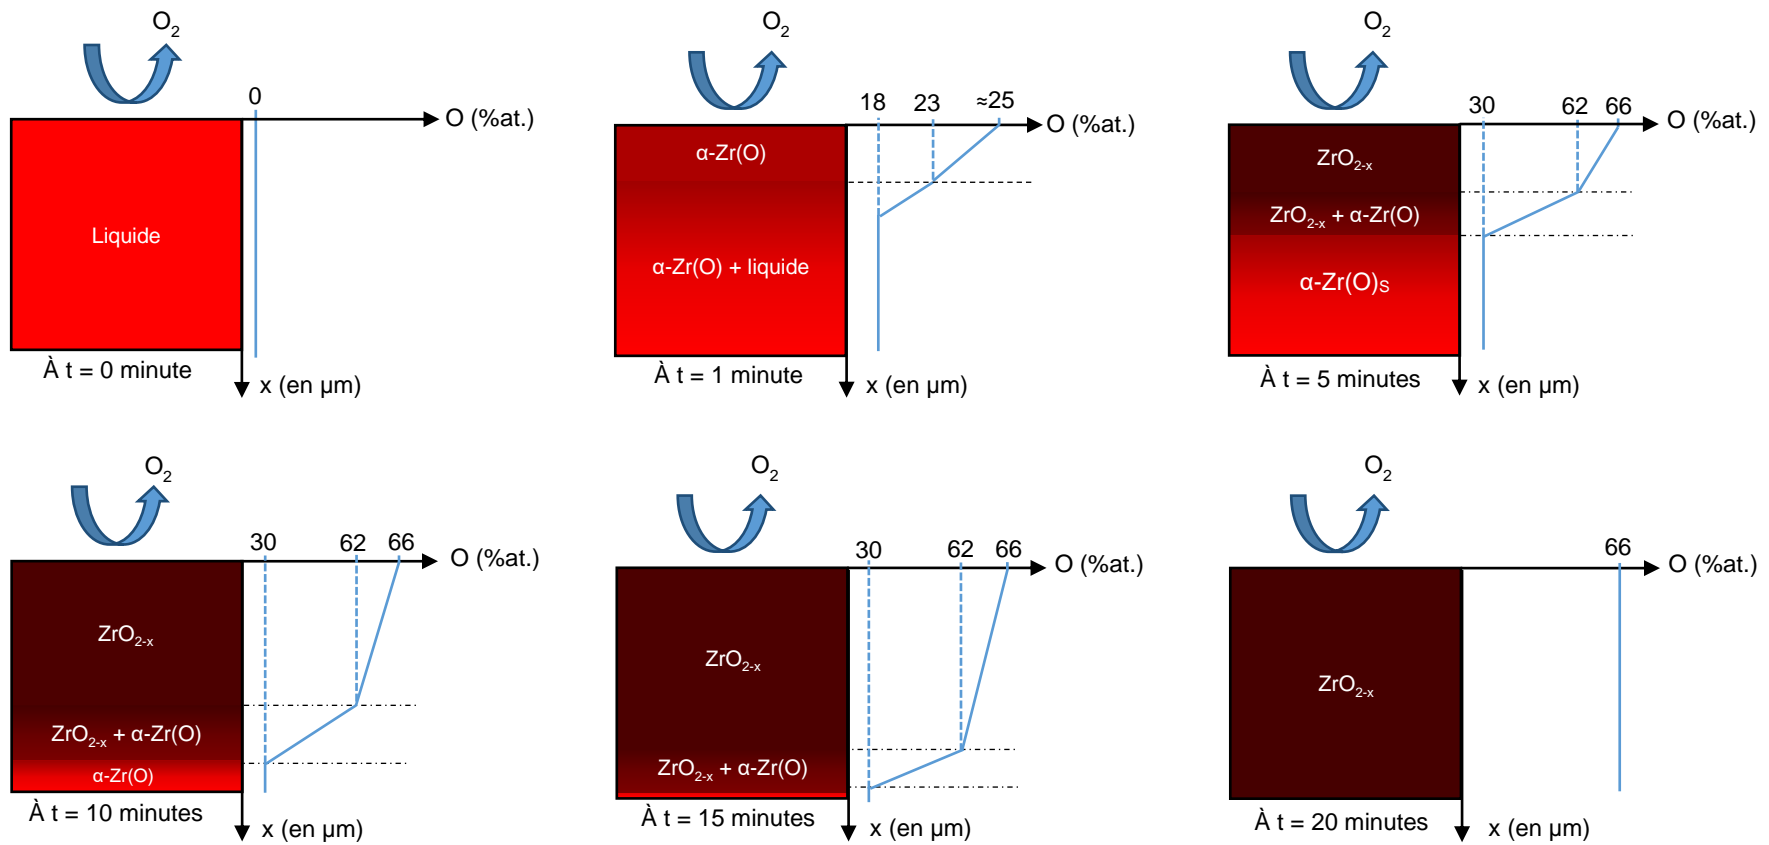 O₂
0
O (%at.)
Liquide
À t = 0 minute
x (en µm)
O₂
18 23 ≈25
O (%at.)
α-Zr(O)
α-Zr(O) + liquide
À t = 1 minute
x (en µm)
O₂
30 62 66
O (%at.)
ZrO₂₋ₓ
ZrO₂₋ₓ + α-Zr(O)
α-Zr(O)s
À t = 5 minutes
x (en µm)
O₂
30 62 66
O (%at.)
ZrO₂₋ₓ
ZrO₂₋ₓ + α-Zr(O)
α-Zr(O)
À t = 10 minutes
x (en µm)
O₂
30 62 66
O (%at.)
ZrO₂₋ₓ
ZrO₂₋ₓ + α-Zr(O)
À t = 15 minutes
x (en µm)
O₂
66
O (%at.)
ZrO₂₋ₓ
À t = 20 minutes
x (en µm)